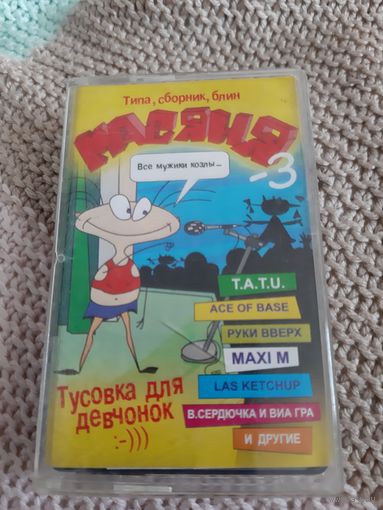 Типа, сборник, блин
МАСЯНЯ
-3
Все мужики козлы...
T.A.T.U.
ACE OF BASE
РУКИ ВВЕРХ
MAXI M
LAS KETCHUP
В.СЕРДЮЧКА И ВИА ГРА
И ДРУГИЕ
Тусовка для
девчонок
:-)))